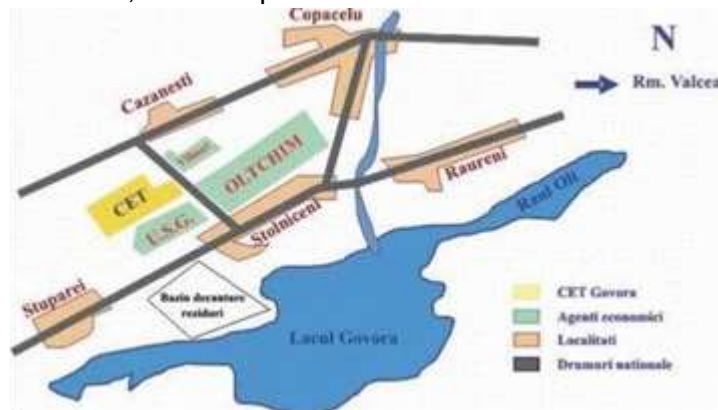 Copacelu
N
Rm. Valcea
Cazanesti
OLTCHIM
CET
U.S.G.
Stolniceni
Raureni
Raul Olt
Stuparei
Bazin decantare
reziduri
Lacul Govora
CET Govora
Agenti economici
Localitati
Drumuri nationale